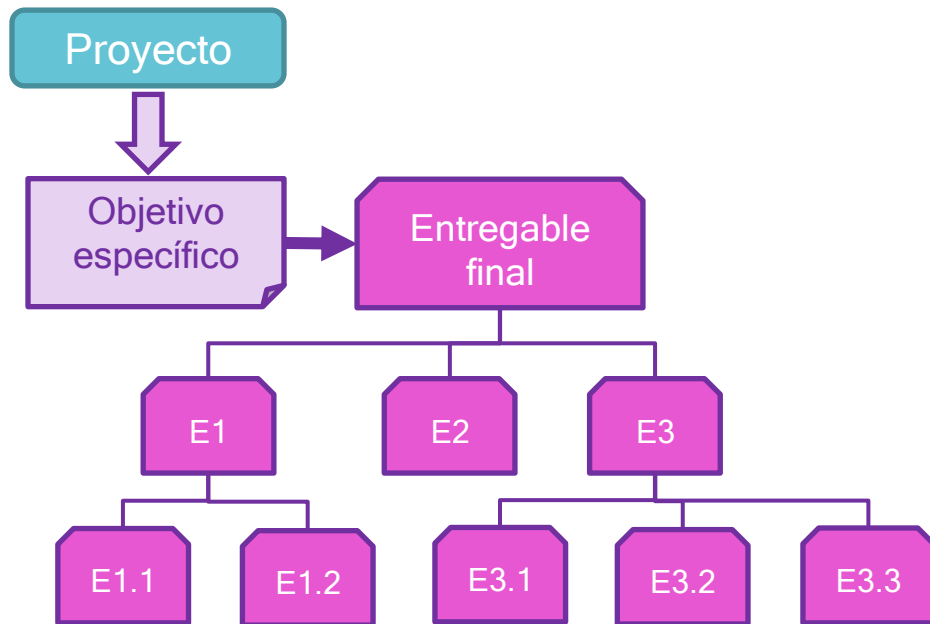 Proyecto
Objetivo
específico
Entregable
final
E1
E2
E3
E1.1
E1.2
E3.1
E3.2
E3.3